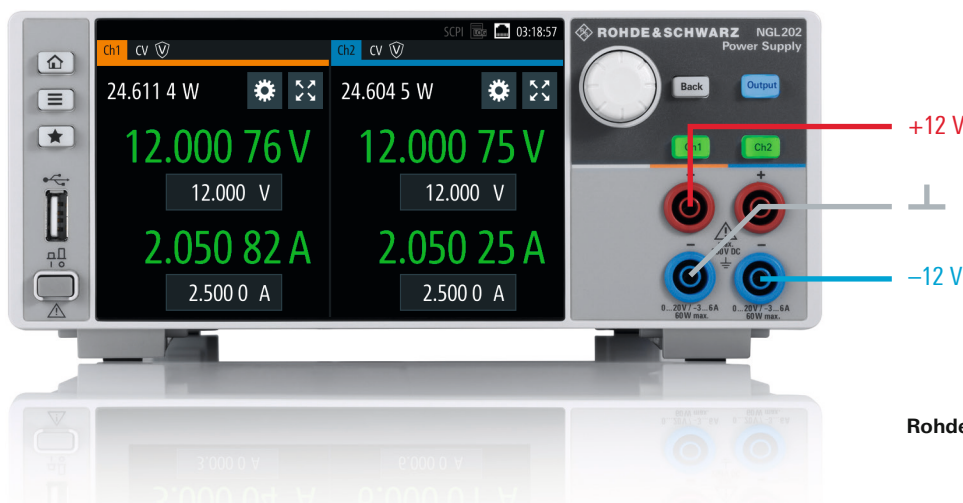 SCPI 03:18:57
Ch1 CV V
Ch2 CV V
24.611 4 W
24.604 5 W
12.000 76 V
12.000 75 V
12.000 V
12.000 V
2.050 82 A
2.050 25 A
2.500 0 A
2.500 0 A
ROHDE&SCHWARZ NGL202
Power Supply
Back
Output
Ch1
Ch2
+ +
max.
V DC
– –
0...20V / –3...6A
60W max.
0...20V / –3...6A
60W max.
+12 V
–12 V
Rohde